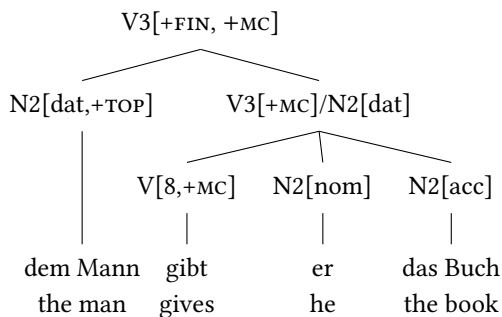 V3[+FIN, +MC]
N2[dat,+TOP] V3[+MC]/N2[dat]
V[8,+MC] N2[nom] N2[acc]
dem Mann gibt er das Buch
the man gives he the book